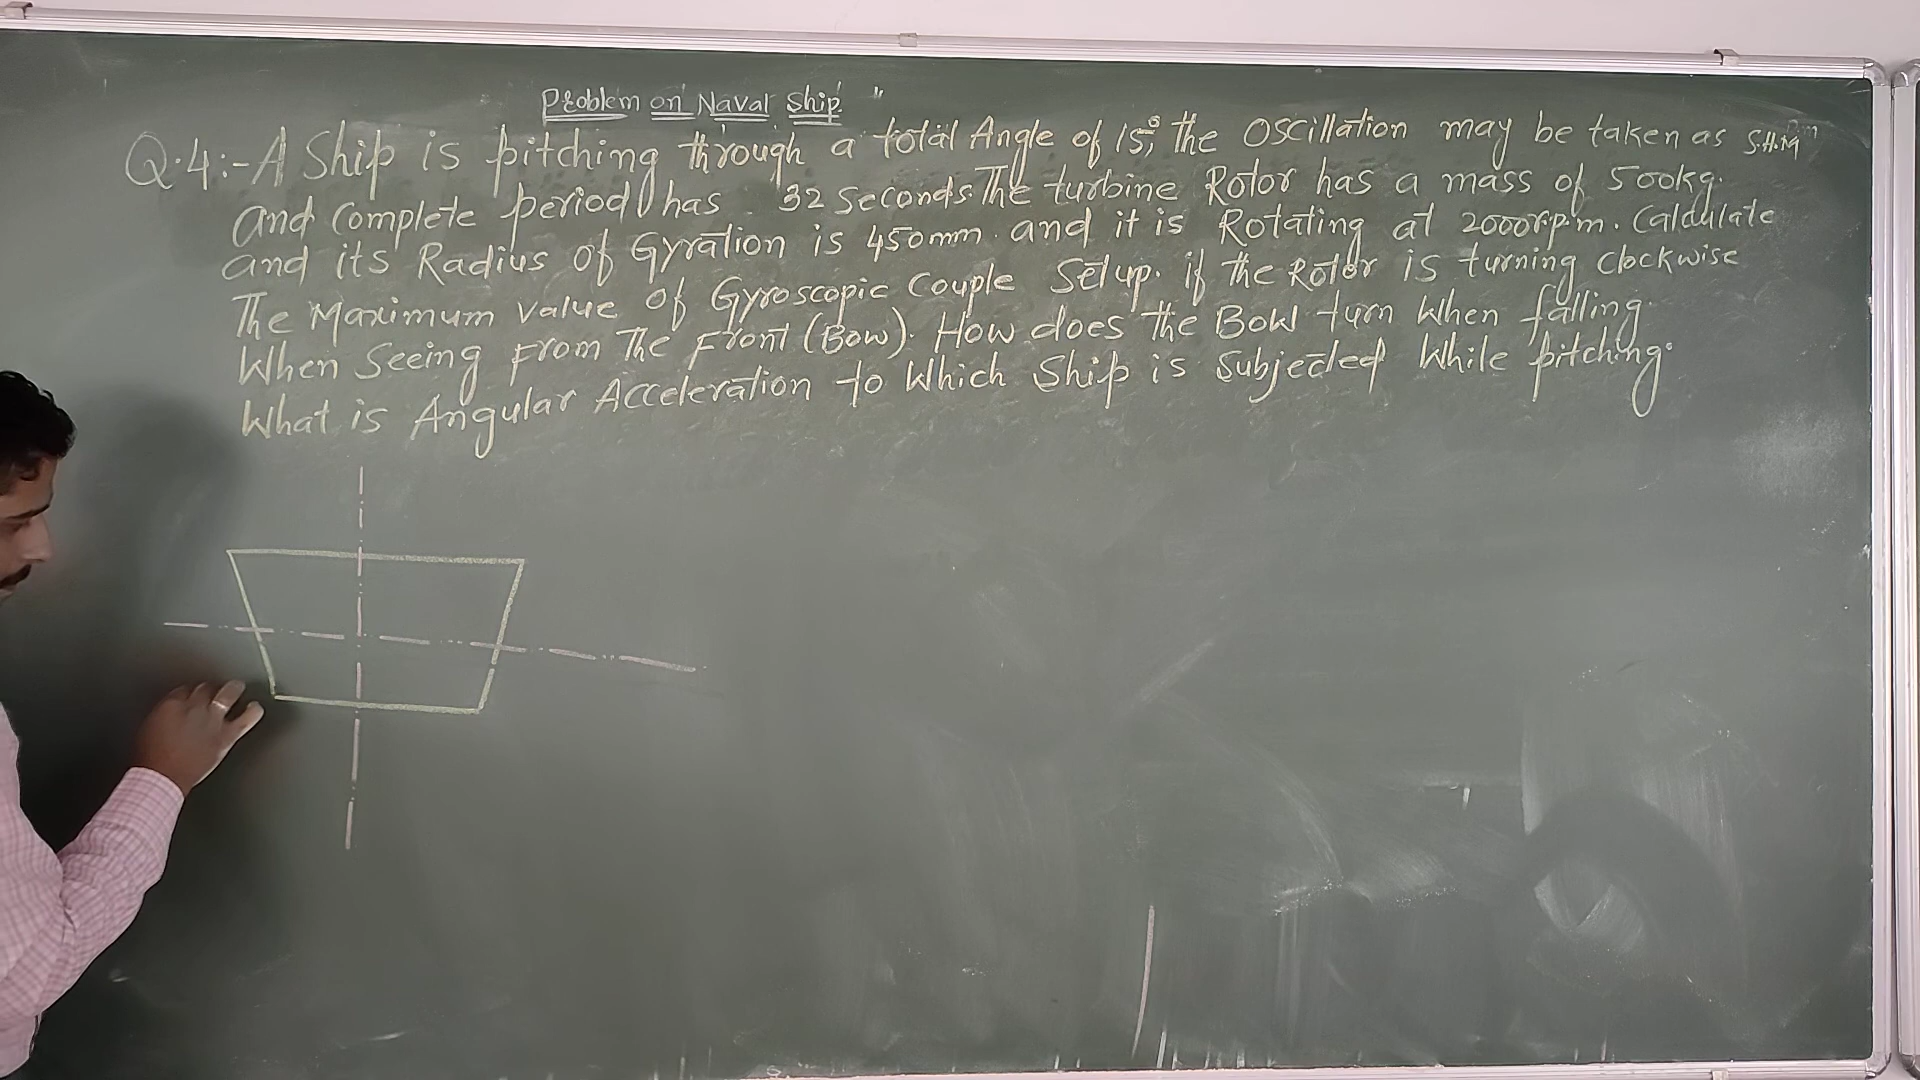 Problem on Naval Ship "
Q.4:- A Ship is pitching through a total Angle of 15°, the Oscillation may be taken as S.H.M
and Complete period has 32 Seconds. The turbine Rotor has a mass of 500kg.
and its Radius of Gyration is 450mm. and it is Rotating at 2000r.p.m. Calculate
The Maximum value of Gyroscopic Couple Setup. if the Rotor is turning Clockwise
When Seeing From The Front (Bow). How does the Bow turn When falling.
What is Angular Acceleration to Which Ship is Subjected While pitching.